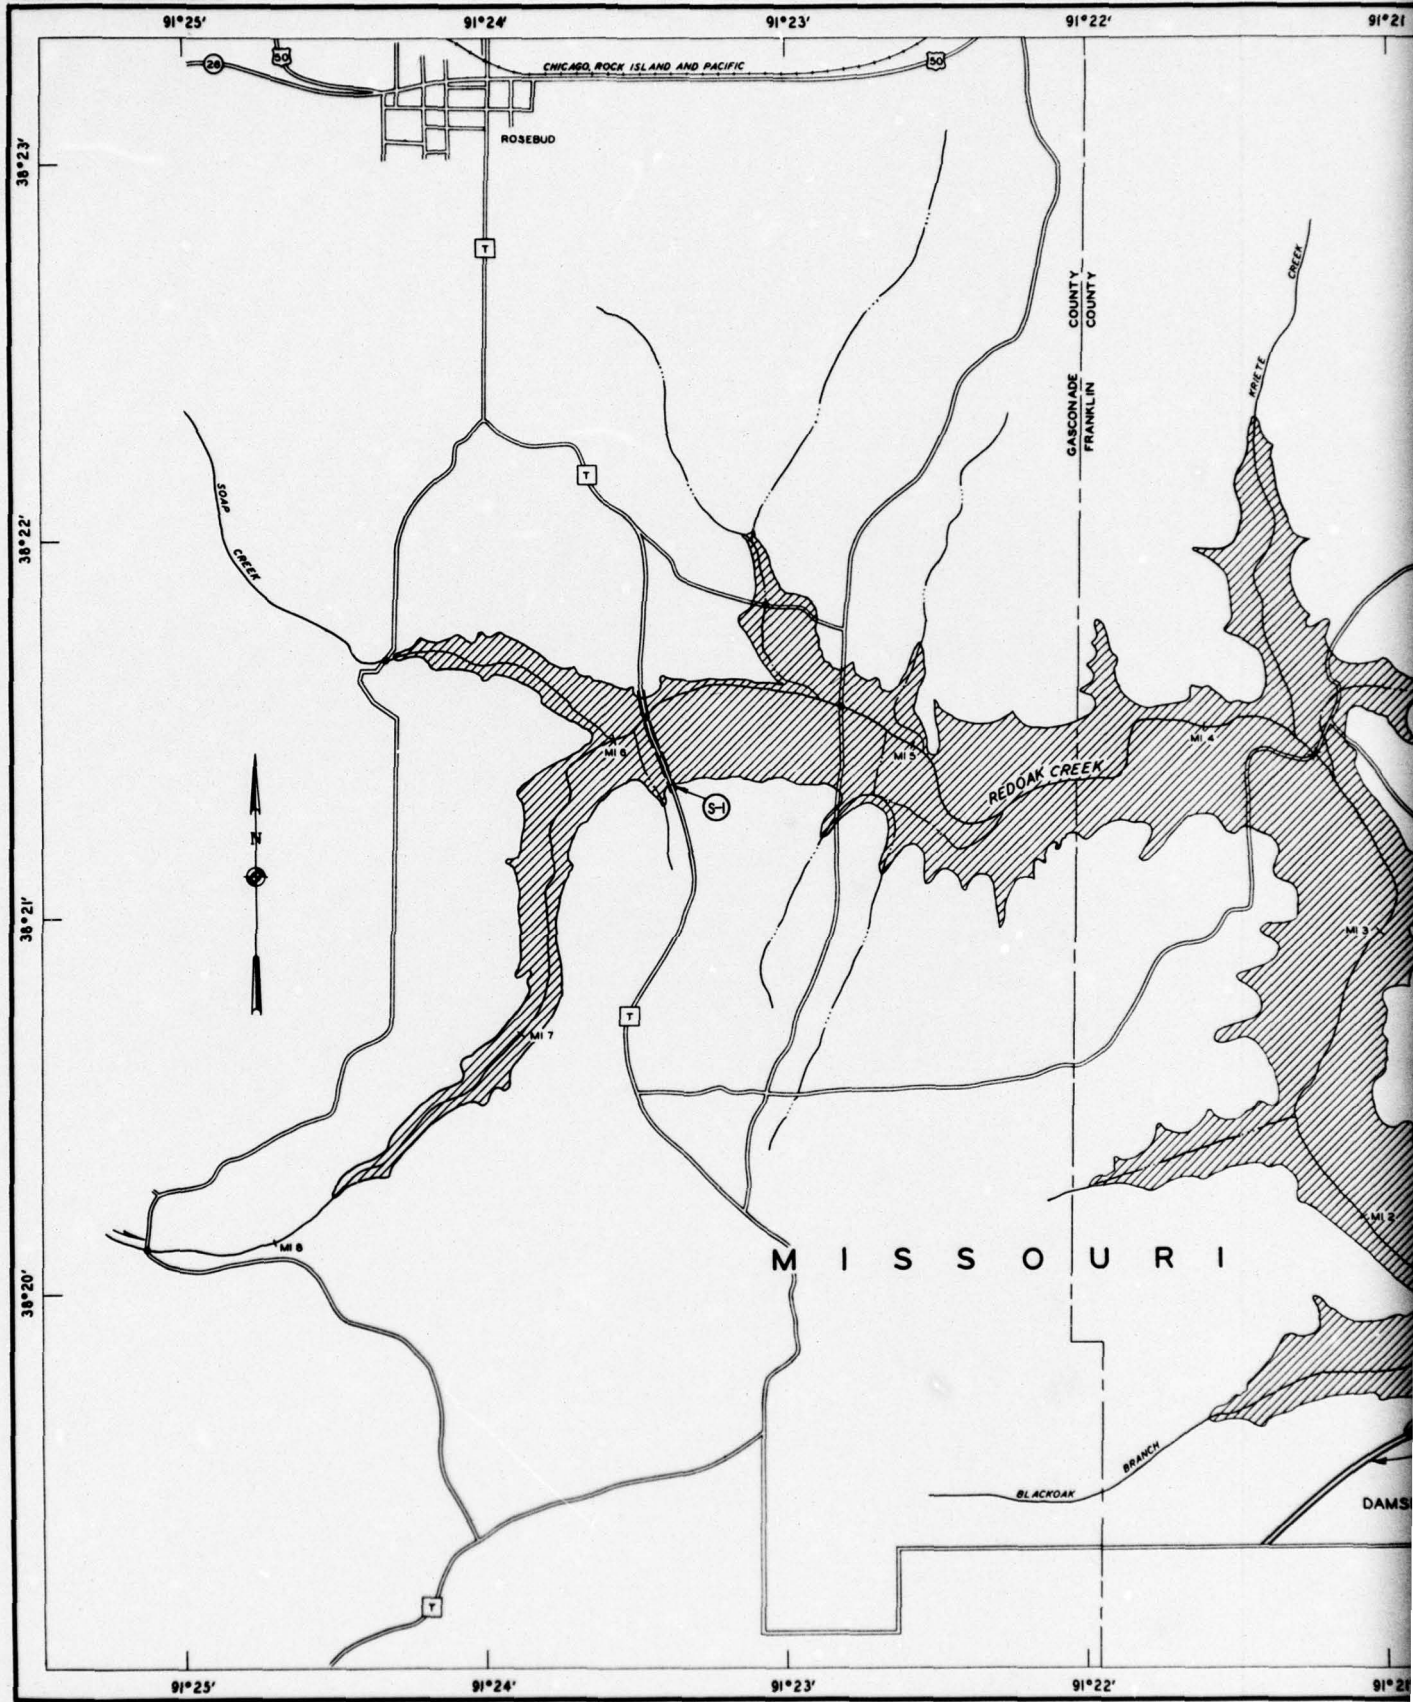 91°25' 91°24' 91°23' 91°22' 91°21
50
26
CHICAGO, ROCK ISLAND AND PACIFIC
50
ROSEBUD
38°23'
T
CREEK
COUNTY
COUNTY
KRIETE
GASCONADE
FRANKLIN
T
SOAP
CREEK
38°22'
MI 6
MI 5
MI 4
REDOAK CREEK
S-1
N
38°21'
MI 3
T
MI 7
MI 2
MI 8
MISSOURI
38°20'
BRANCH
BLACKOAK
DAMS
T
91°25' 91°24' 91°23' 91°22' 91°21